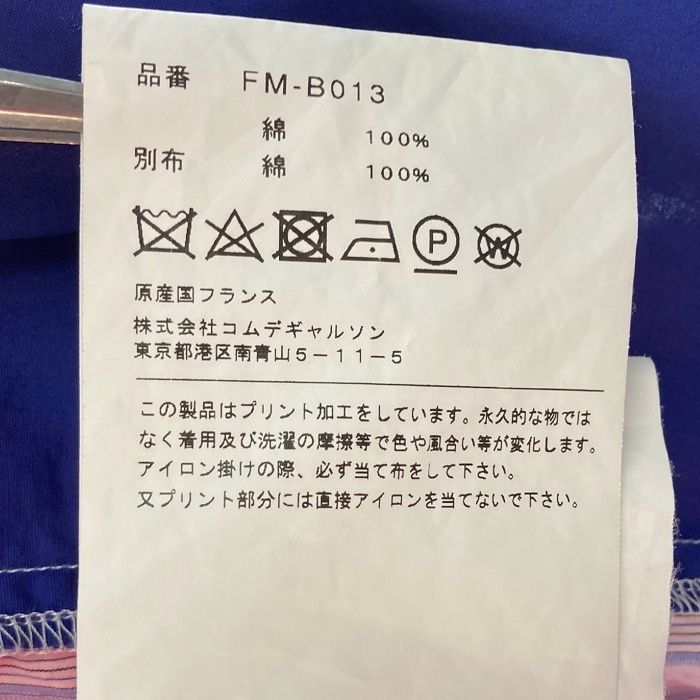 品番 FM-B013
綿 100%
別布 綿 100%
P W
原産国フランス
株式会社コムデギャルソン
東京都港区南青山5-11-5
この製品はプリント加工をしています。永久的な物では
なく着用及び洗濯の摩擦等で色や風合い等が変化します。
アイロン掛けの際、必ず当て布をして下さい。
又プリント部分には直接アイロンを当てないで下さい。